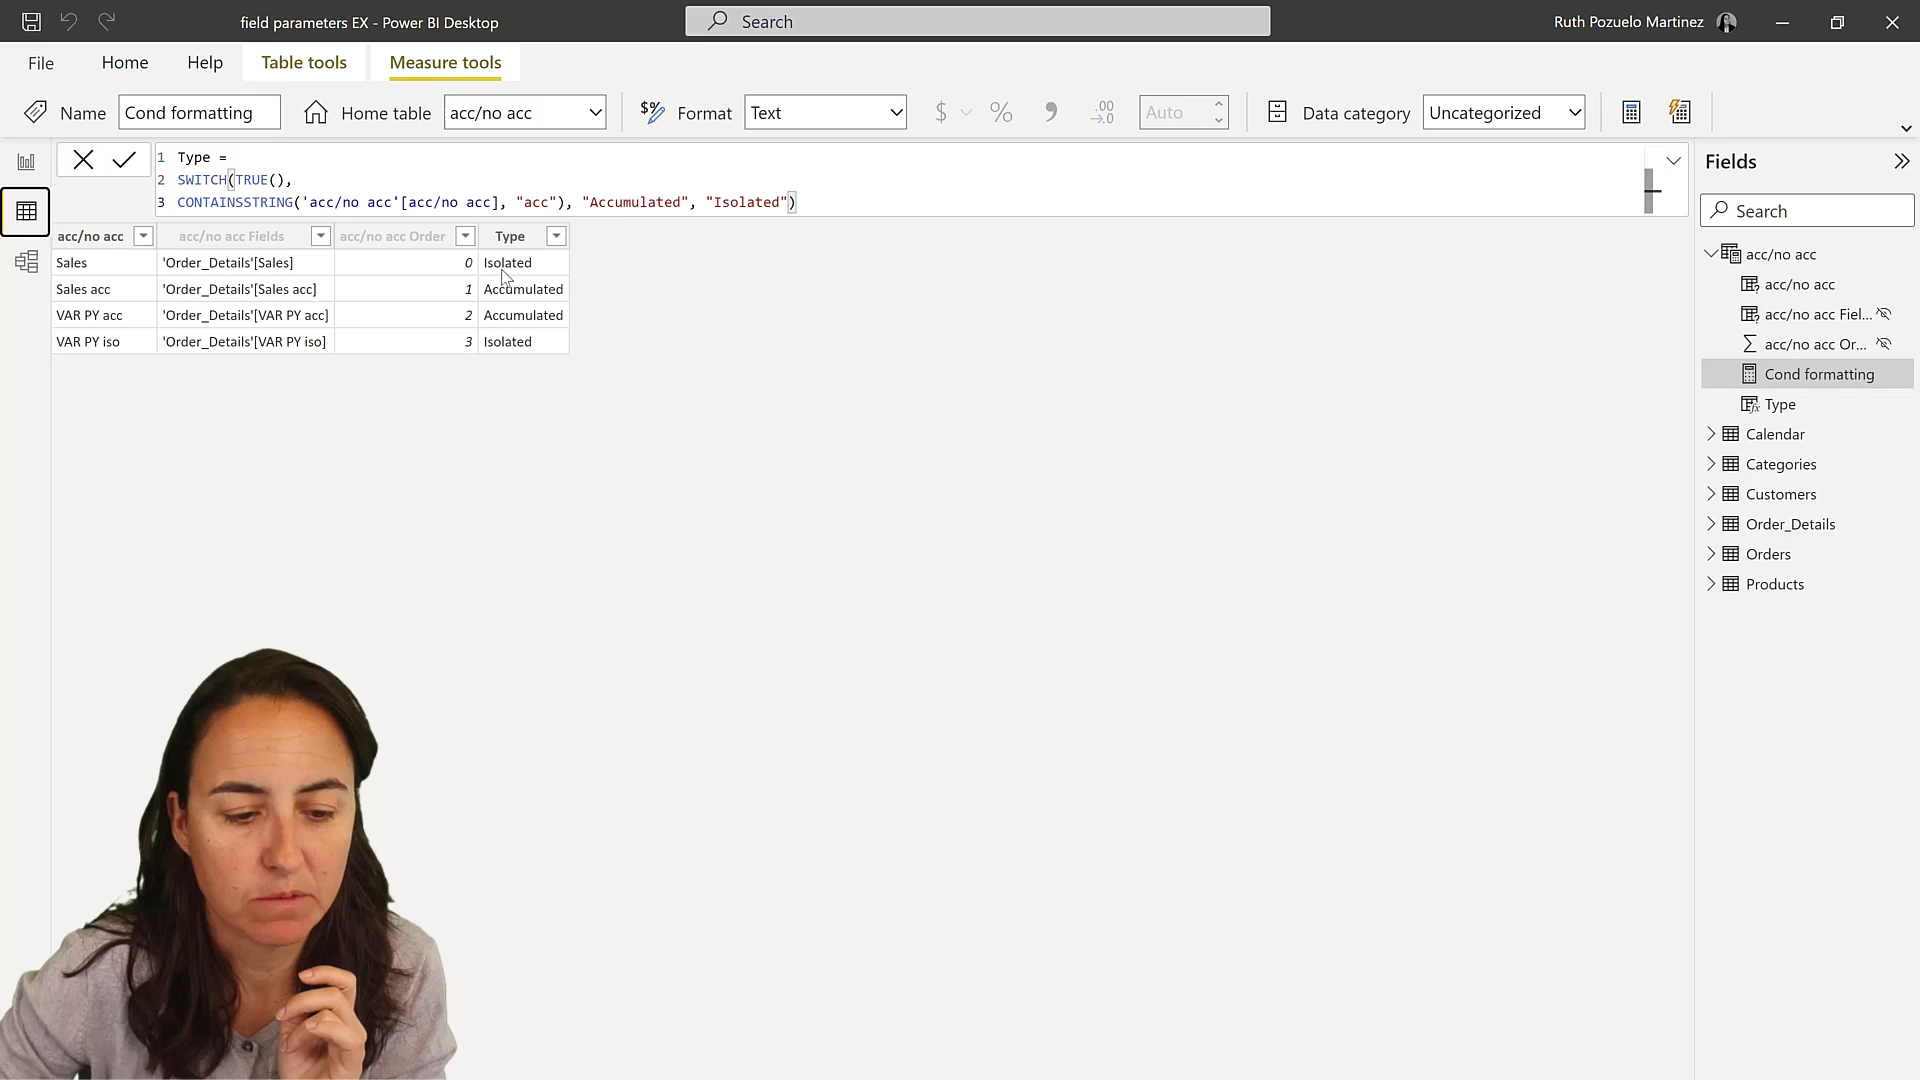 field parameters EX - Power BI Desktop
Search
Ruth Pozuelo Martinez
File
Home
Help
Table tools
Measure tools
Name
Cond formatting
Home table
acc/no acc
Format
Text
$
%
.00
Auto
Data category
Uncategorized
1 Type =
2 SWITCH(TRUE(),
3 CONTAINSSTRING('acc/no acc'[acc/no acc], "acc"), "Accumulated", "Isolated")
acc/no acc
acc/no acc Fields
acc/no acc Order
Type
Sales 'Order_Details'[Sales] 0 Isolated
Sales acc 'Order_Details'[Sales acc] 1 Accumulated
VAR PY acc 'Order_Details'[VAR PY acc] 2 Accumulated
VAR PY iso 'Order_Details'[VAR PY iso] 3 Isolated
Fields
Search
acc/no acc
acc/no acc
acc/no acc Fiel...
acc/no acc Or...
Cond formatting
Type
Calendar
Categories
Customers
Order_Details
Orders
Products